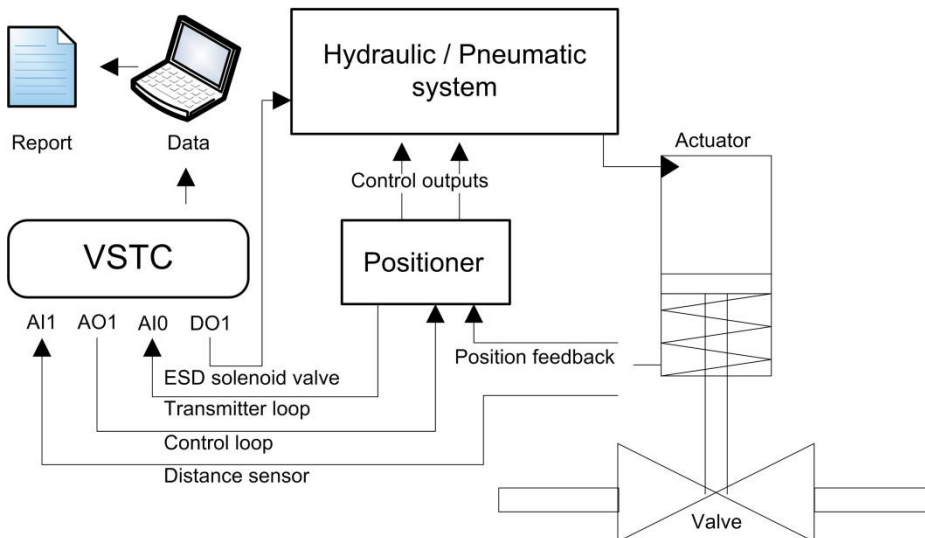 Hydraulic / Pneumatic
system
Report
Data
Actuator
Control outputs
VSTC
Positioner
AI1
AO1
AI0
DO1
Position feedback
ESD solenoid valve
Transmitter loop
Control loop
Distance sensor
Valve